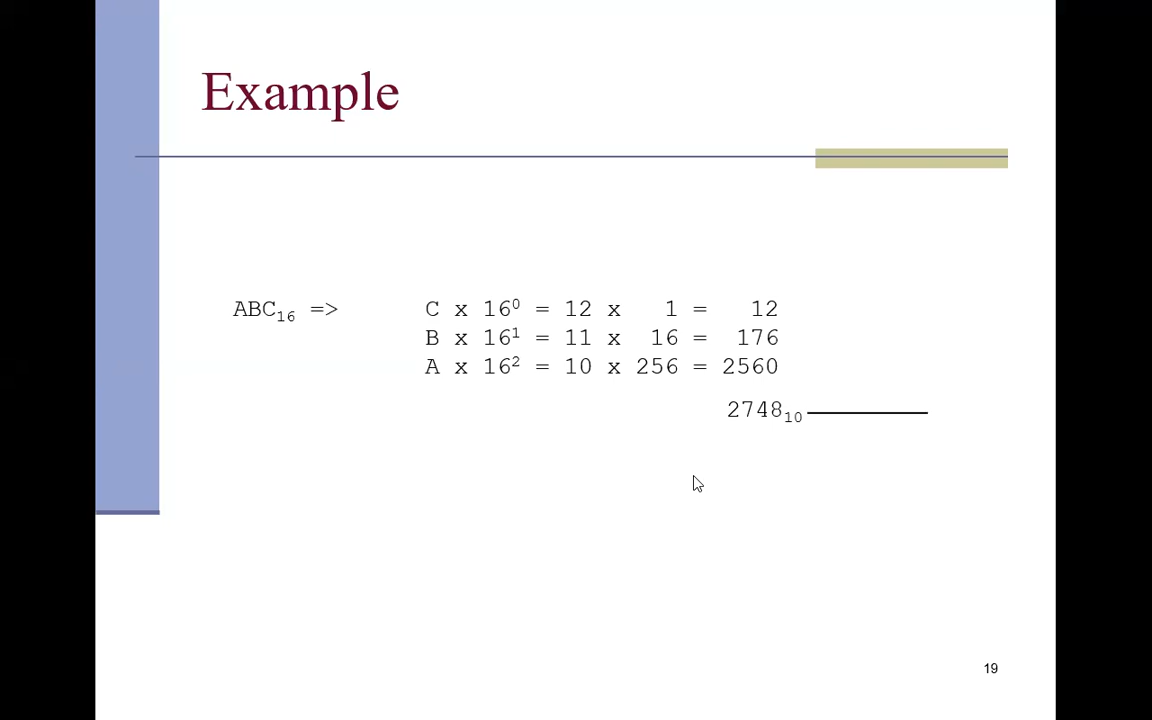 Example
ABC₁₆ => C x 16⁰ = 12 x 1 = 12
B x 16¹ = 11 x 16 = 176
A x 16² = 10 x 256 = 2560
2748₁₀
19